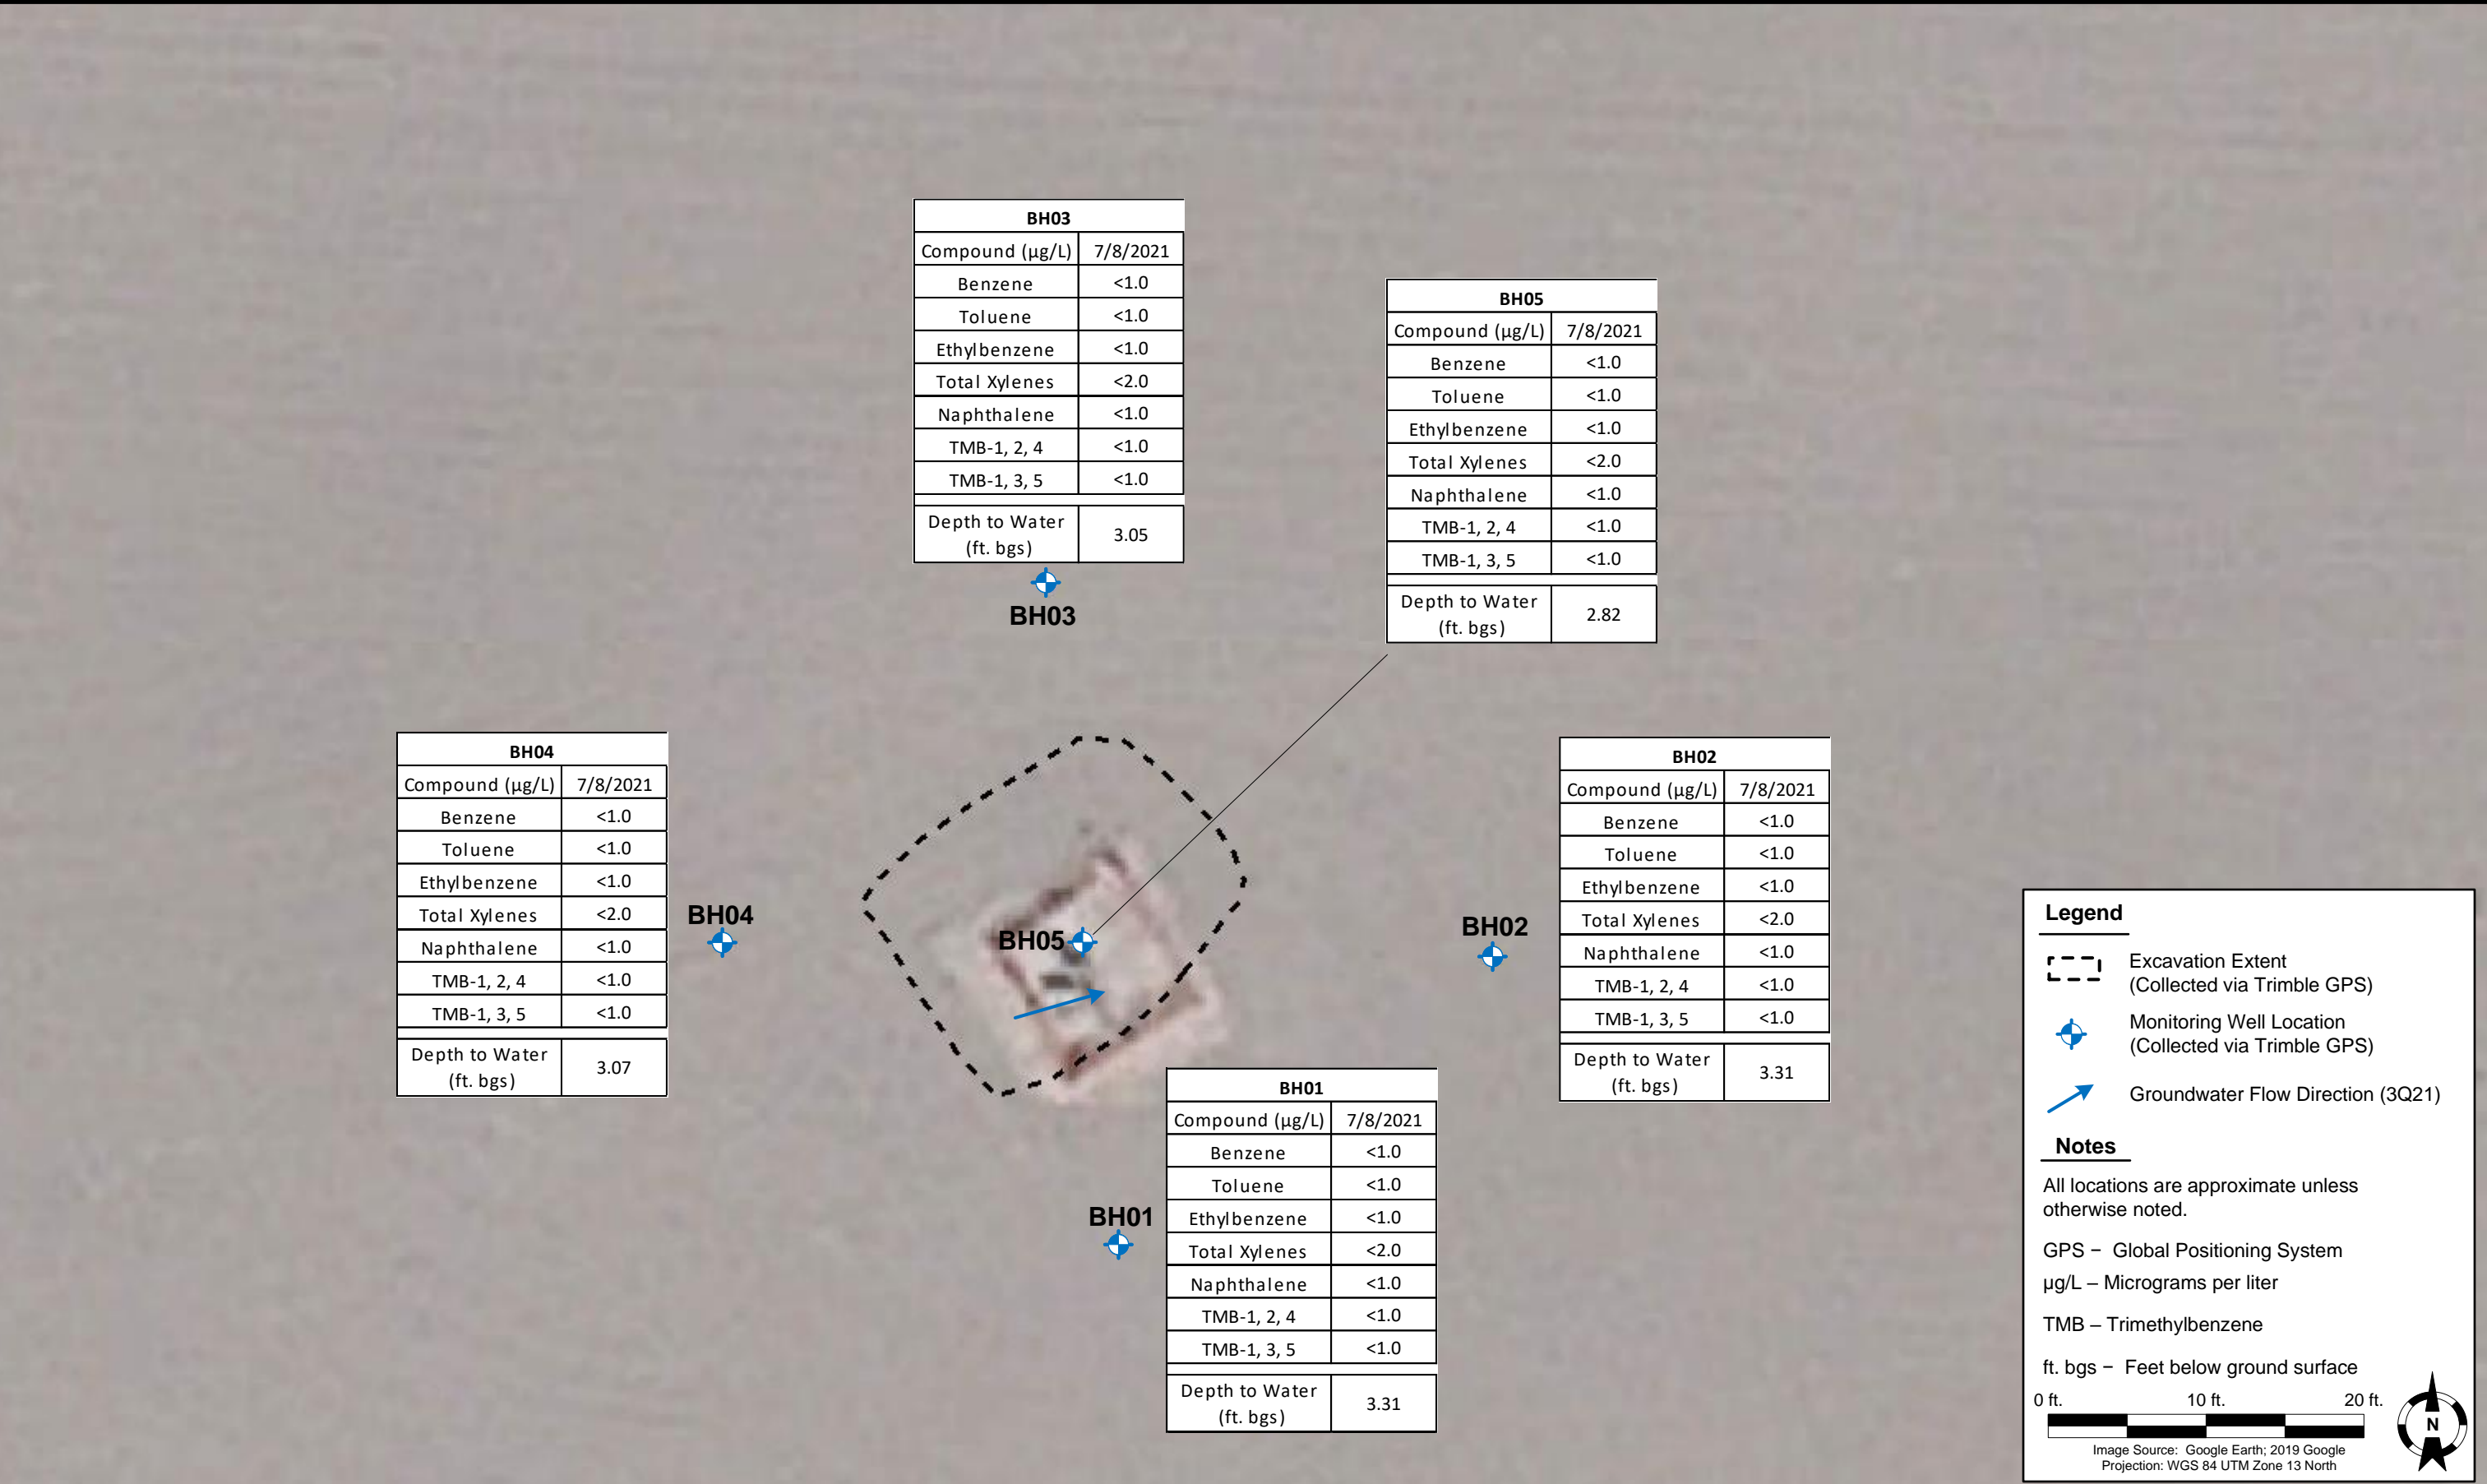 BH03
Compound (µg/L) 7/8/2021
Benzene <1.0
Toluene <1.0
Ethylbenzene <1.0
Total Xylenes <2.0
Naphthalene <1.0
TMB-1, 2, 4 <1.0
TMB-1, 3, 5 <1.0
Depth to Water
(ft. bgs) 3.05
BH03
BH05
Compound (µg/L) 7/8/2021
Benzene <1.0
Toluene <1.0
Ethylbenzene <1.0
Total Xylenes <2.0
Naphthalene <1.0
TMB-1, 2, 4 <1.0
TMB-1, 3, 5 <1.0
Depth to Water
(ft. bgs) 2.82
BH04
Compound (µg/L) 7/8/2021
Benzene <1.0
Toluene <1.0
Ethylbenzene <1.0
Total Xylenes <2.0
Naphthalene <1.0
TMB-1, 2, 4 <1.0
TMB-1, 3, 5 <1.0
Depth to Water
(ft. bgs) 3.07
BH04
BH05
BH02
BH02
Compound (µg/L) 7/8/2021
Benzene <1.0
Toluene <1.0
Ethylbenzene <1.0
Total Xylenes <2.0
Naphthalene <1.0
TMB-1, 2, 4 <1.0
TMB-1, 3, 5 <1.0
Depth to Water
(ft. bgs) 3.31
BH01
BH01
Compound (µg/L) 7/8/2021
Benzene <1.0
Toluene <1.0
Ethylbenzene <1.0
Total Xylenes <2.0
Naphthalene <1.0
TMB-1, 2, 4 <1.0
TMB-1, 3, 5 <1.0
Depth to Water
(ft. bgs) 3.31
Legend
Excavation Extent
(Collected via Trimble GPS)
Monitoring Well Location
(Collected via Trimble GPS)
Groundwater Flow Direction (3Q21)
Notes
All locations are approximate unless
otherwise noted.
GPS – Global Positioning System
µg/L – Micrograms per liter
TMB – Trimethylbenzene
ft. bgs – Feet below ground surface
0 ft. 10 ft. 20 ft.
N
Image Source: Google Earth; 2019 Google
Projection: WGS 84 UTM Zone 13 North